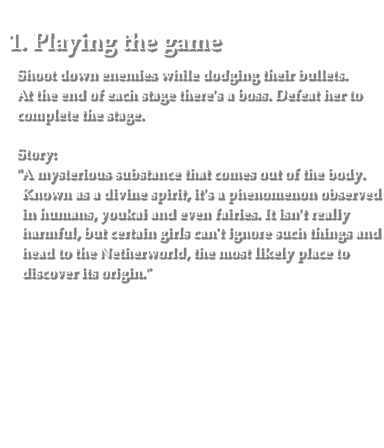 1. Playing the game
Shoot down enemies while dodging their bullets.
At the end of each stage there's a boss. Defeat her to
complete the stage.
Story:
"A mysterious substance that comes out of the body.
Known as a divine spirit, it's a phenomenon observed
in humans, youkai and even fairies. It isn't really
harmful, but certain girls can't ignore such things and
head to the Netherworld, the most likely place to
discover its origin."